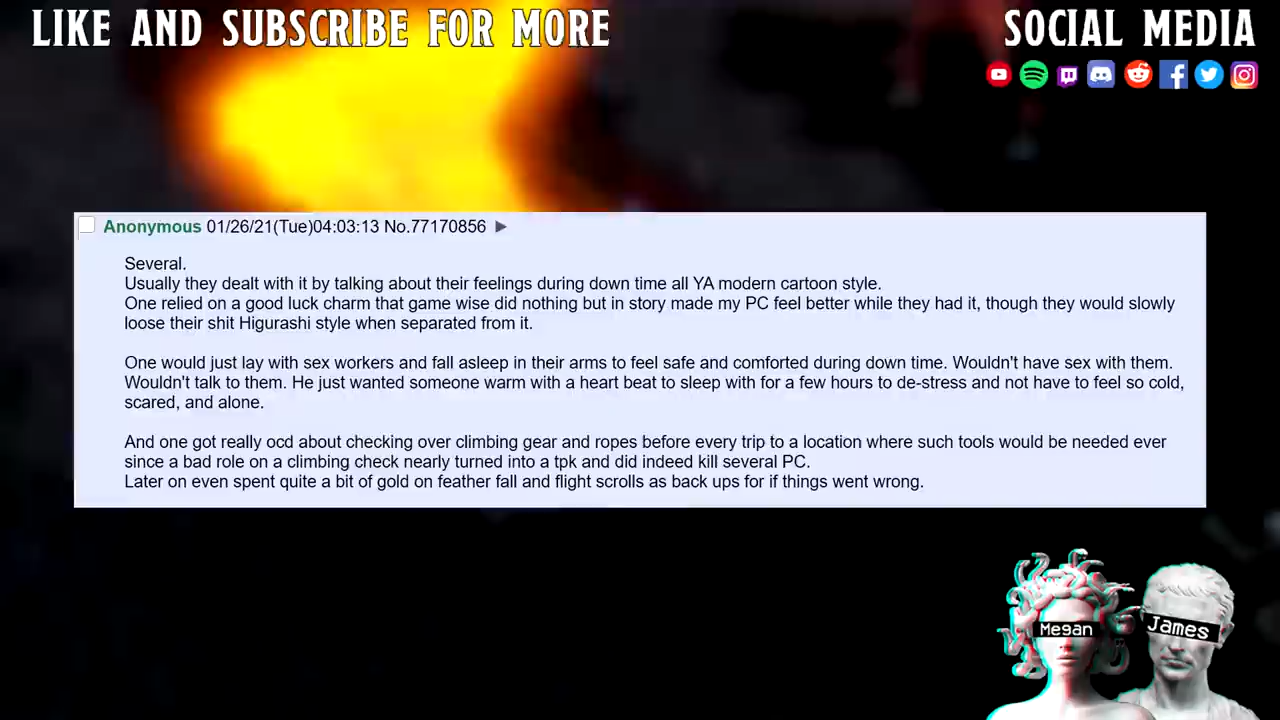 LIKE AND SUBSCRIBE FOR MORE
SOCIAL MEDIA
Anonymous 01/26/21(Tue)04:03:13 No.77170856 ▶
Several.
Usually they dealt with it by talking about their feelings during down time all YA modern cartoon style.
One relied on a good luck charm that game wise did nothing but in story made my PC feel better while they had it, though they would slowly
loose their shit Higurashi style when separated from it.
One would just lay with sex workers and fall asleep in their arms to feel safe and comforted during down time. Wouldn't have sex with them.
Wouldn't talk to them. He just wanted someone warm with a heart beat to sleep with for a few hours to de-stress and not have to feel so cold,
scared, and alone.
And one got really ocd about checking over climbing gear and ropes before every trip to a location where such tools would be needed ever
since a bad role on a climbing check nearly turned into a tpk and did indeed kill several PC.
Later on even spent quite a bit of gold on feather fall and flight scrolls as back ups for if things went wrong.
Megan
James